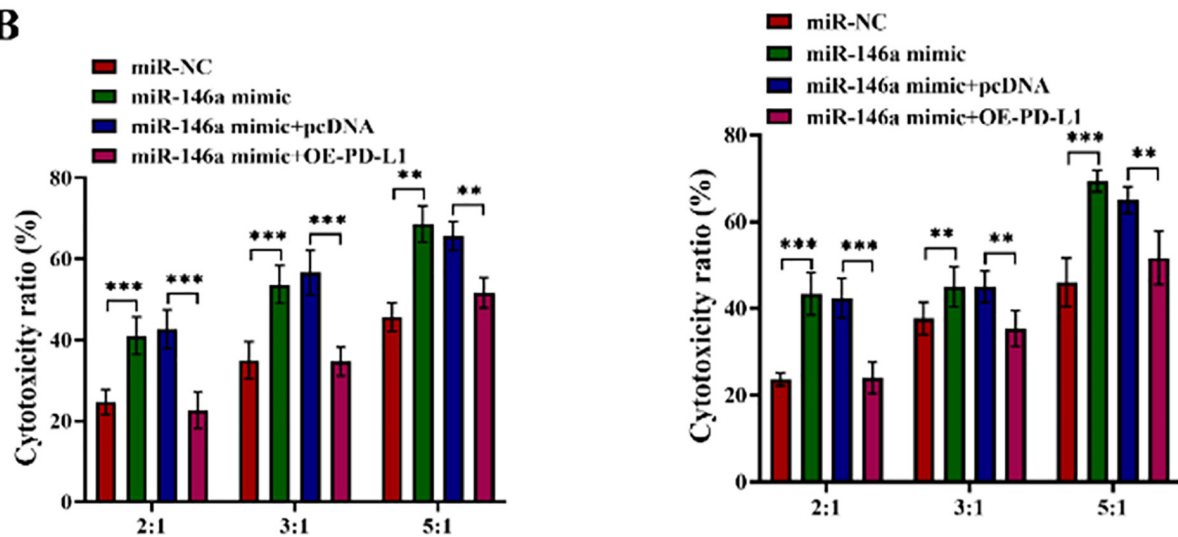 B
miR-NC
miR-146a mimic
miR-146a mimic+pcDNA
miR-146a mimic+OE-PD-L1
Cytotoxicity ratio (%)
80
60
40
20
0
*** *** *** *** ** **
2:1 3:1 5:1
miR-NC
miR-146a mimic
miR-146a mimic+pcDNA
miR-146a mimic+OE-PD-L1
Cytotoxicity ratio (%)
80
60
40
20
0
*** *** ** ** *** **
2:1 3:1 5:1